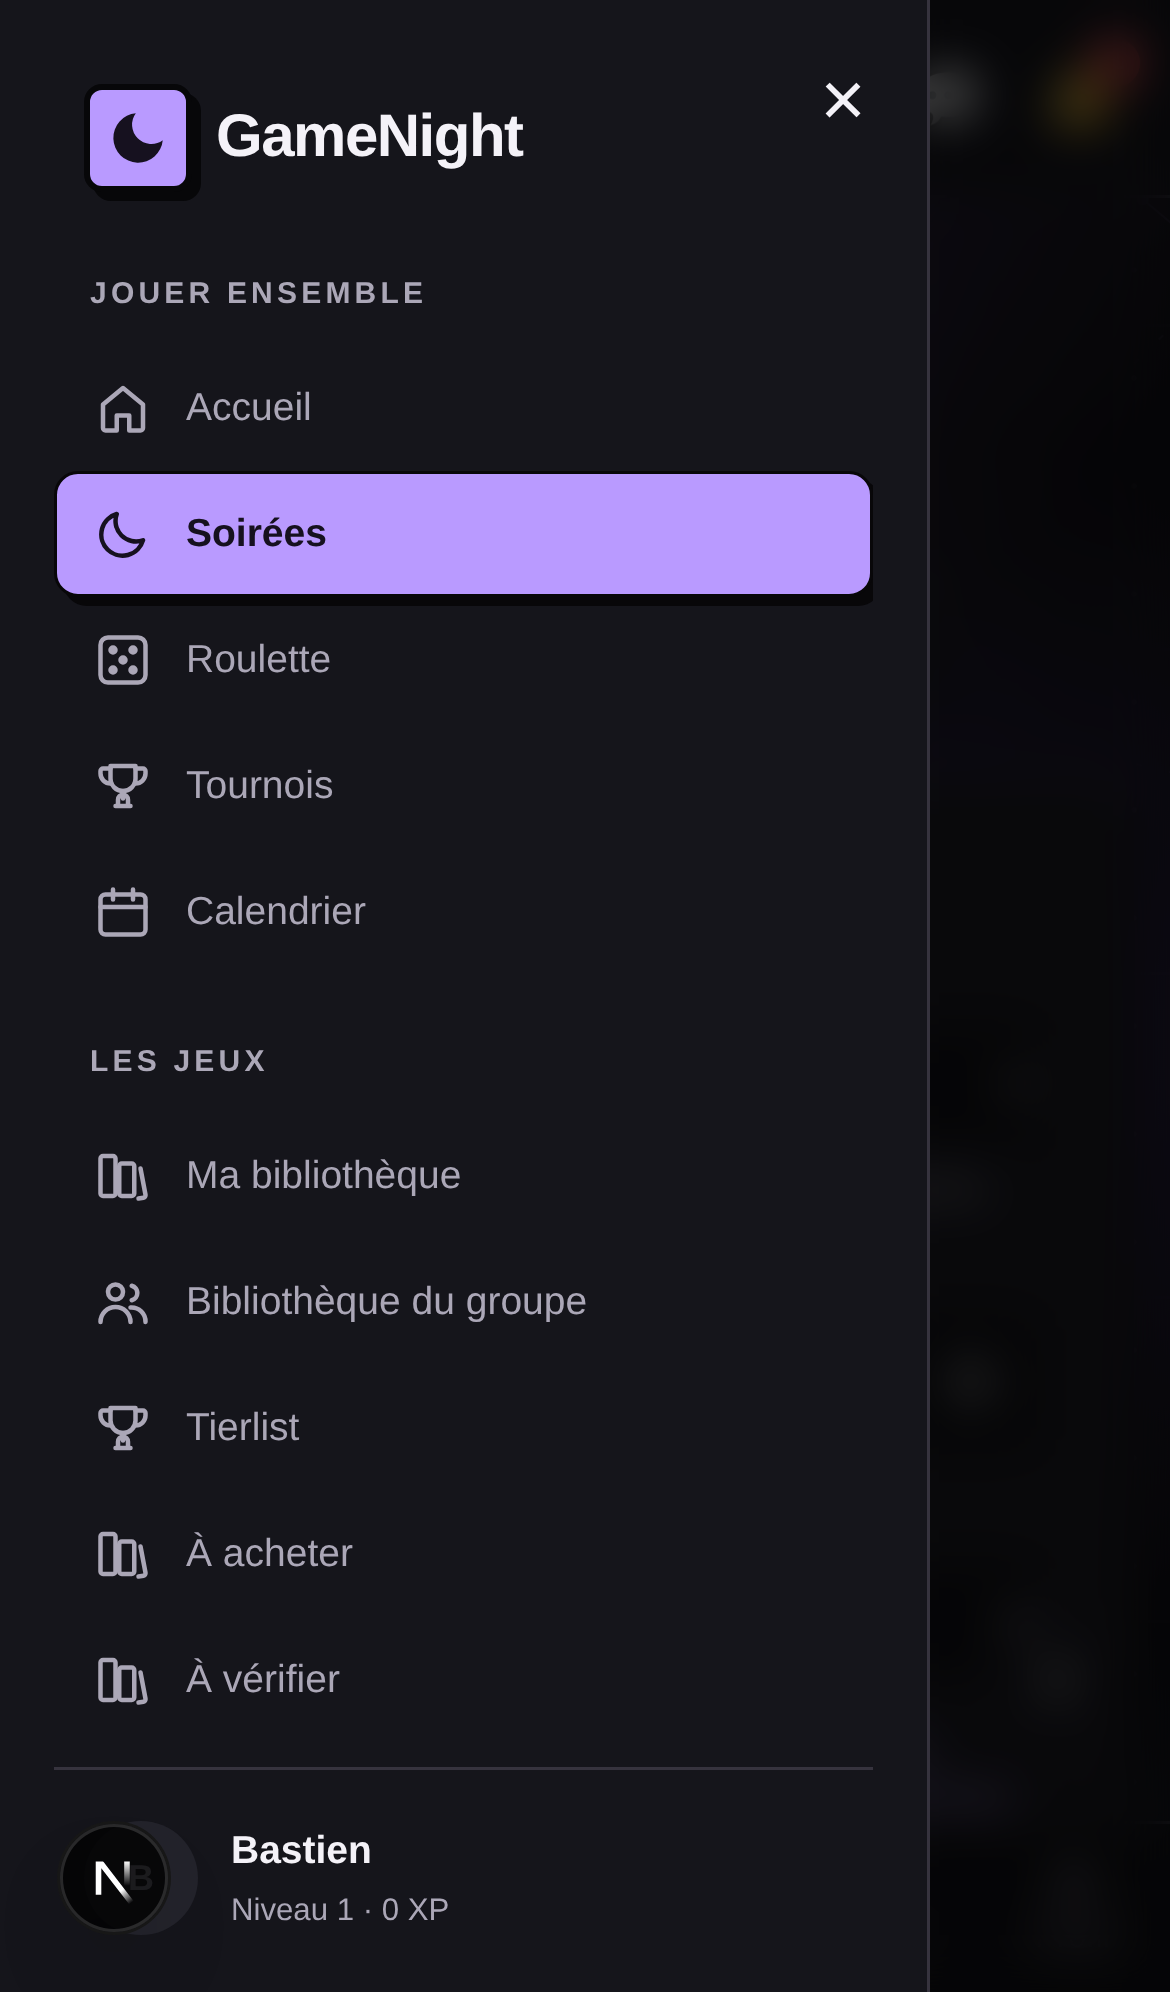 GameNight
JOUER ENSEMBLE
Accueil
Soirées
Roulette
Tournois
Calendrier
LES JEUX
Ma bibliothèque
Bibliothèque du groupe
Tierlist
À acheter
À vérifier
N B
Bastien
Niveau 1 · 0 XP